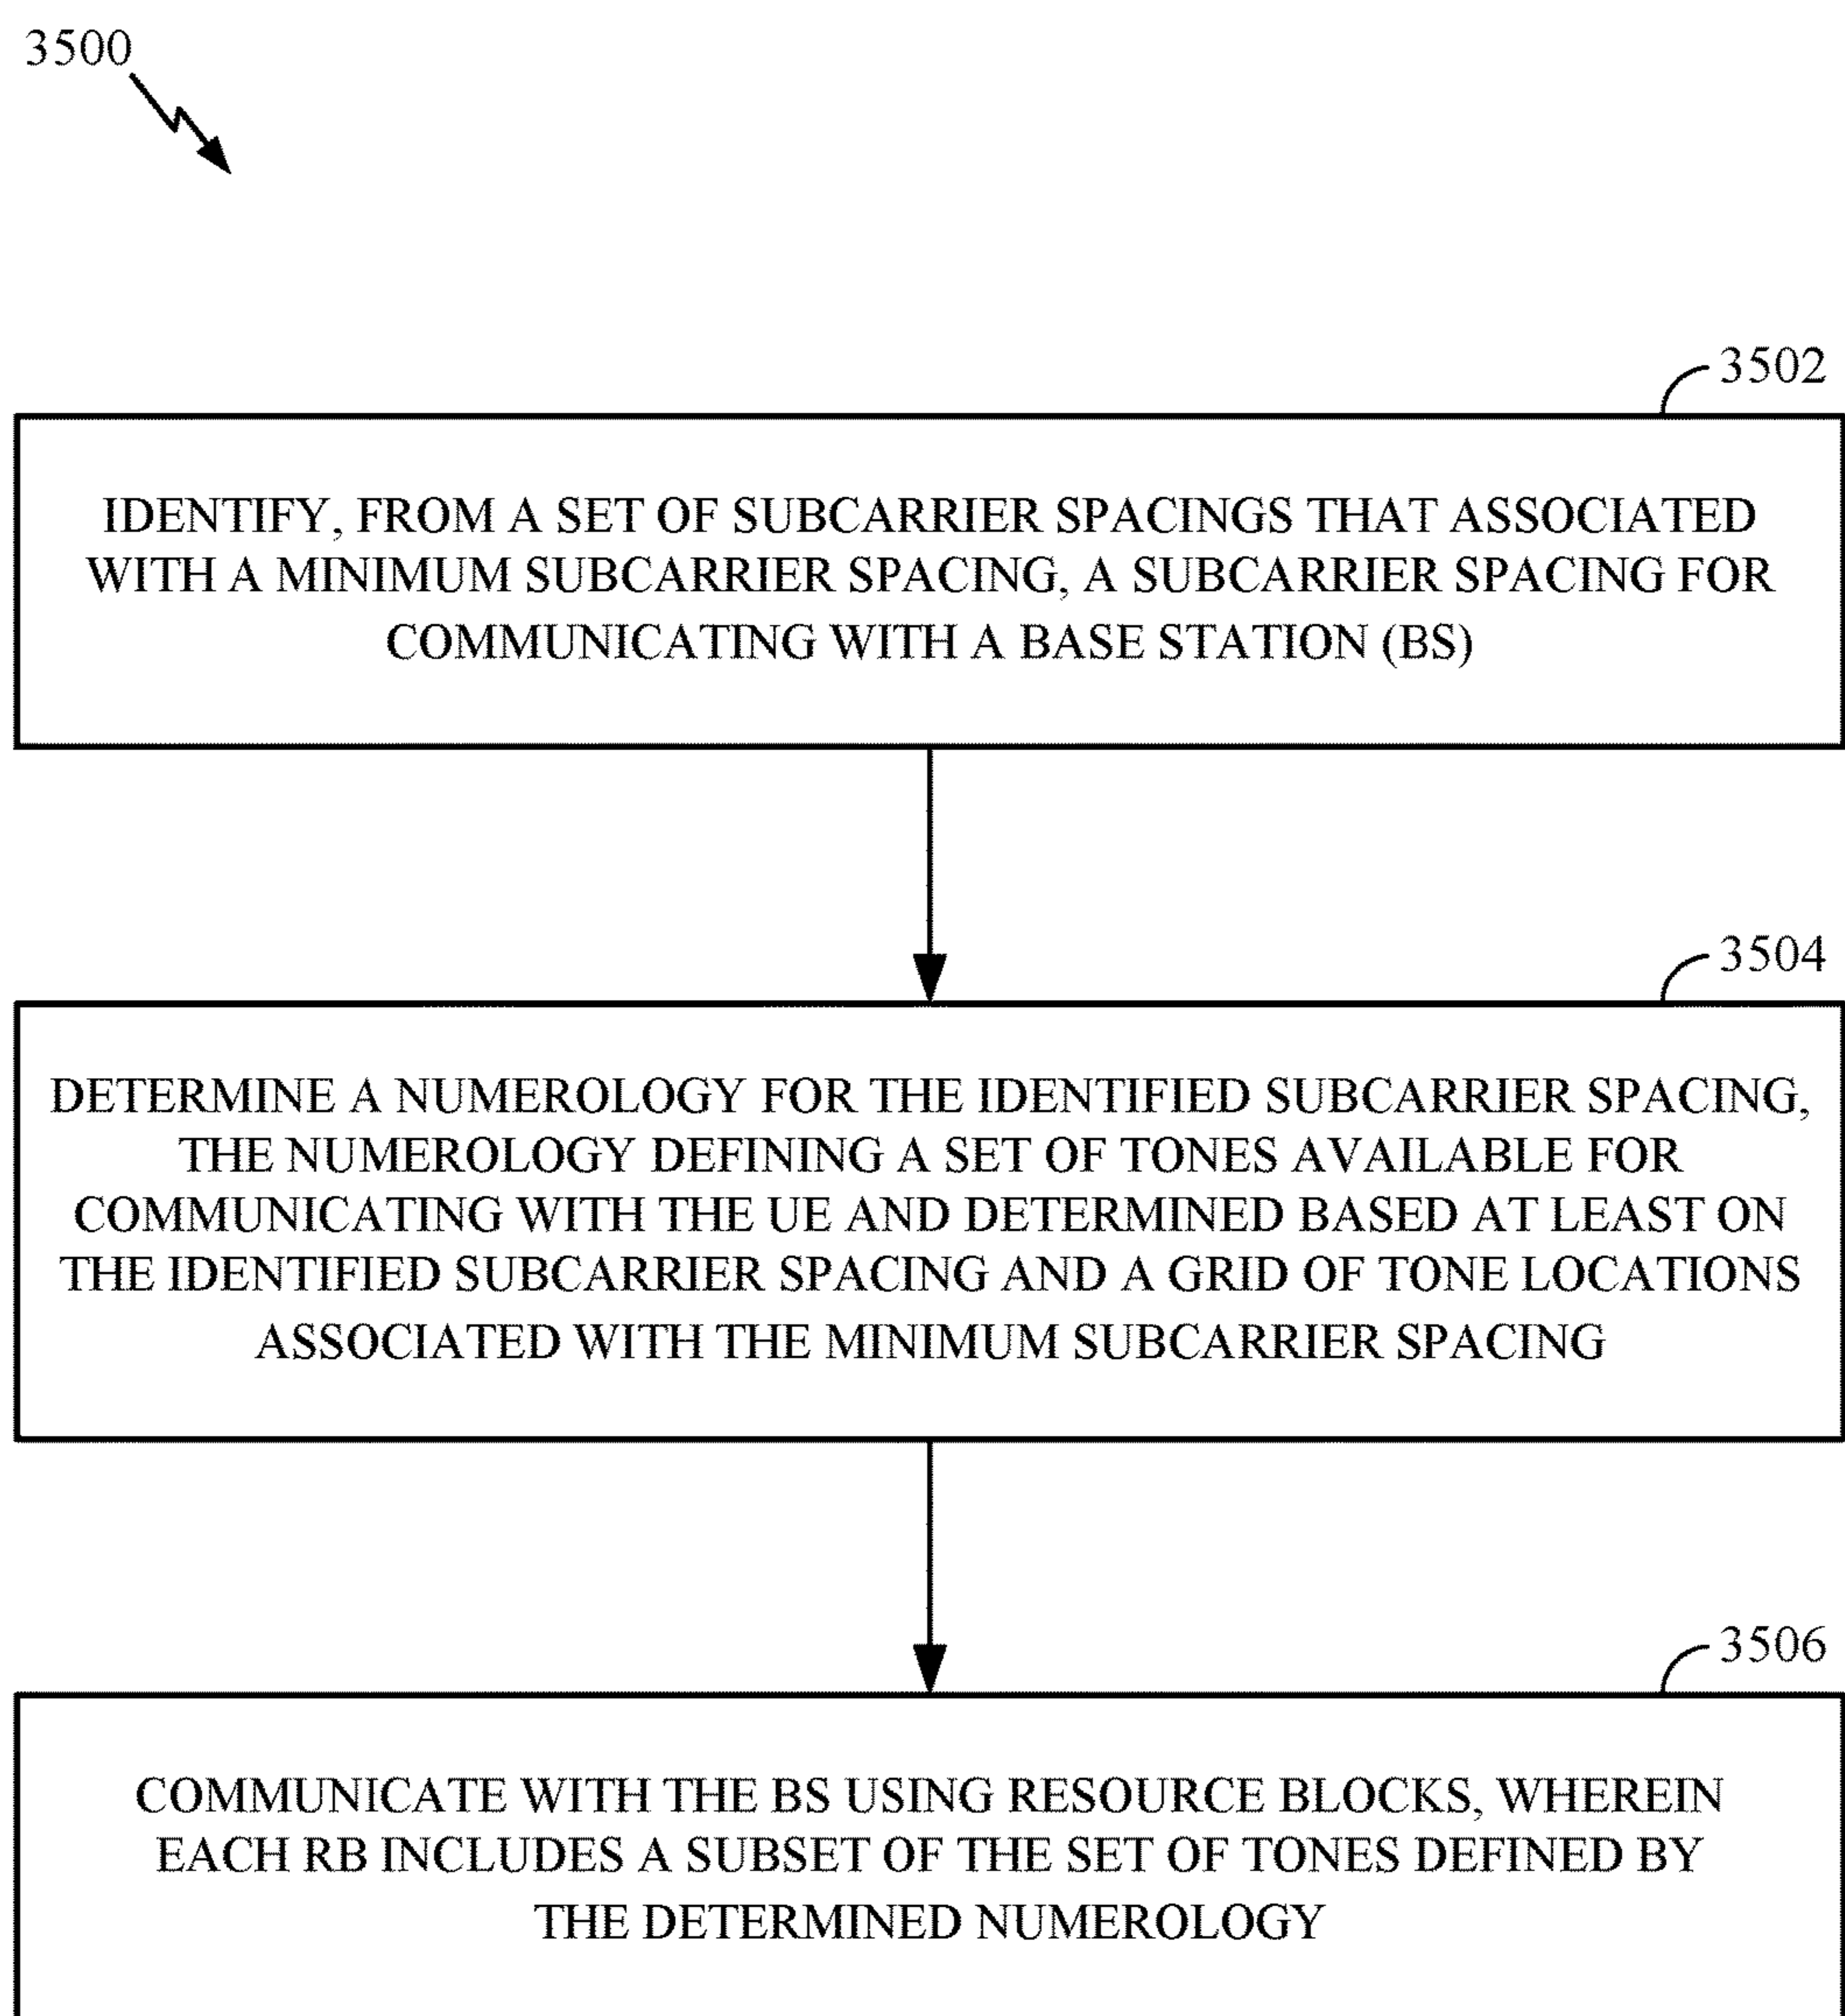 3500
3502
IDENTIFY, FROM A SET OF SUBCARRIER SPACINGS THAT ASSOCIATED
WITH A MINIMUM SUBCARRIER SPACING, A SUBCARRIER SPACING FOR
COMMUNICATING WITH A BASE STATION (BS)
3504
DETERMINE A NUMEROLOGY FOR THE IDENTIFIED SUBCARRIER SPACING,
THE NUMEROLOGY DEFINING A SET OF TONES AVAILABLE FOR
COMMUNICATING WITH THE UE AND DETERMINED BASED AT LEAST ON
THE IDENTIFIED SUBCARRIER SPACING AND A GRID OF TONE LOCATIONS
ASSOCIATED WITH THE MINIMUM SUBCARRIER SPACING
3506
COMMUNICATE WITH THE BS USING RESOURCE BLOCKS, WHEREIN
EACH RB INCLUDES A SUBSET OF THE SET OF TONES DEFINED BY
THE DETERMINED NUMEROLOGY